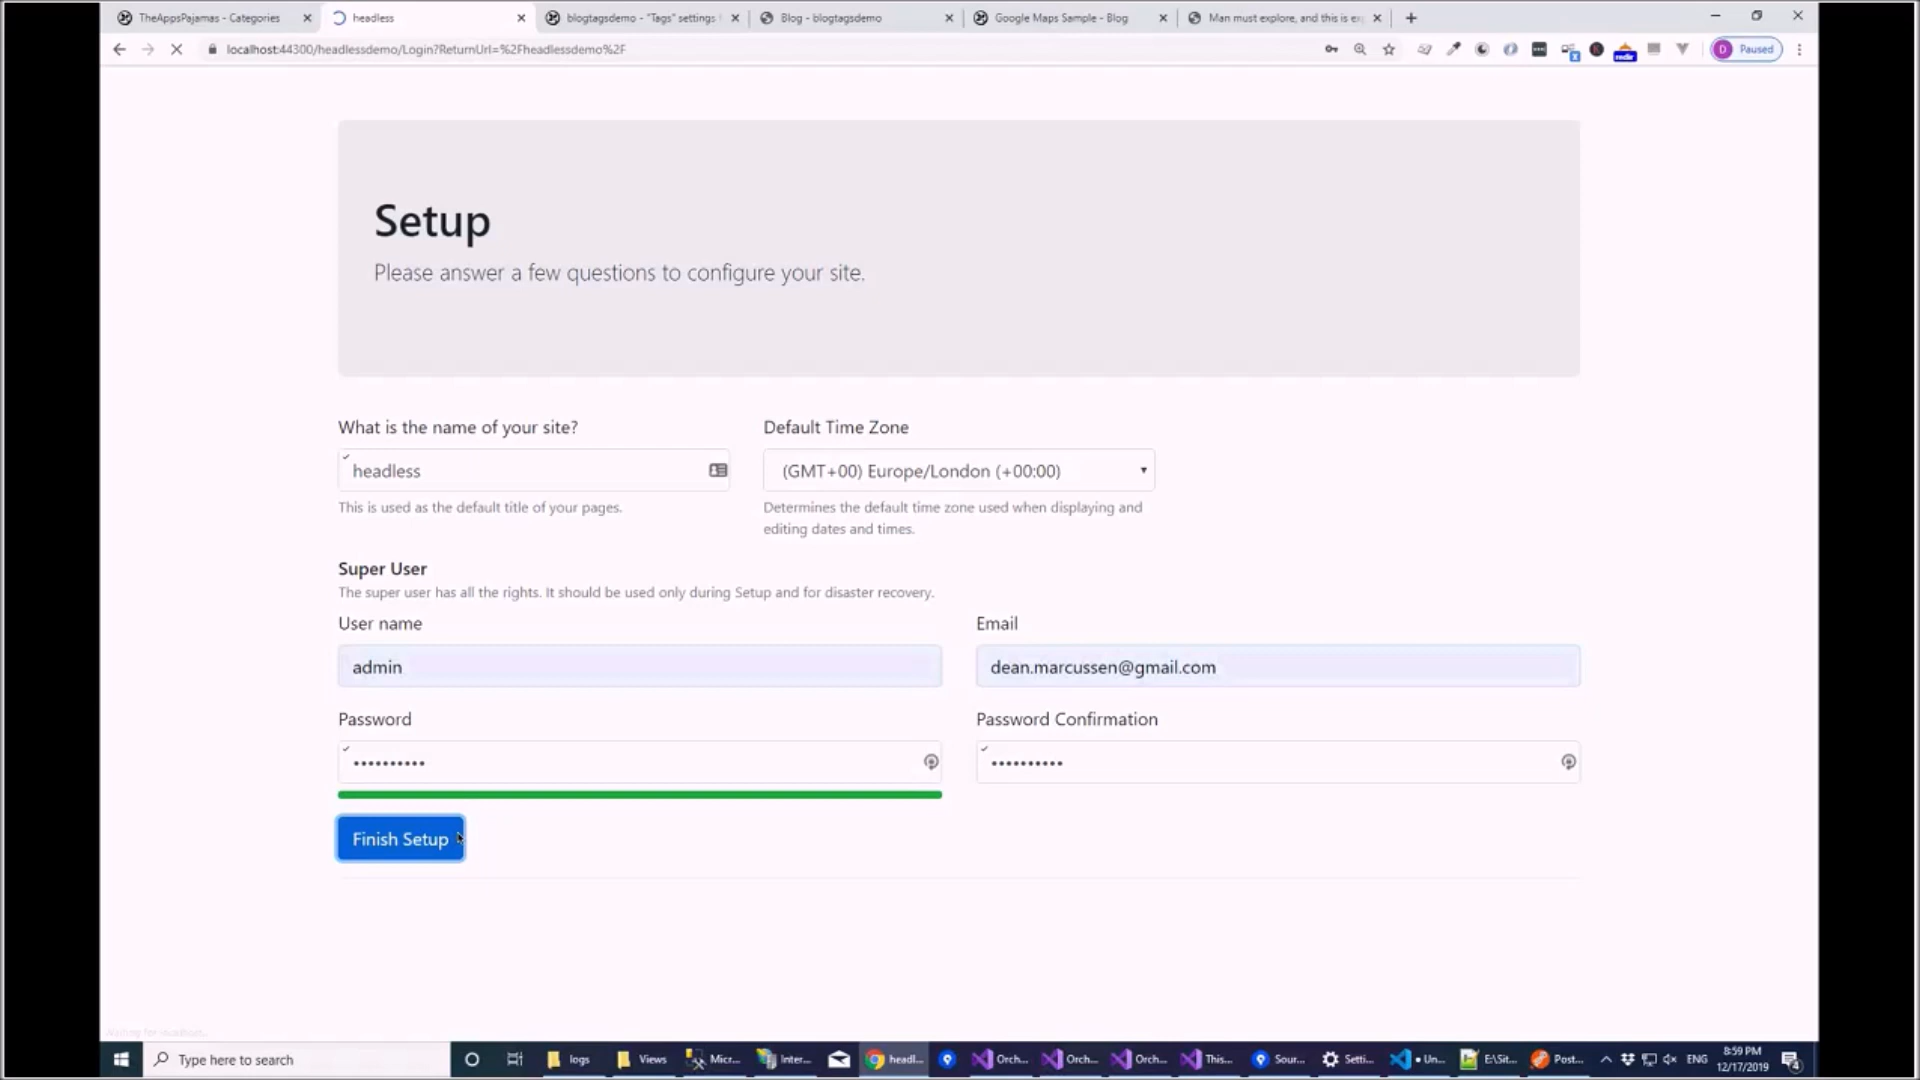 TheAppsPajamas - Categories
headless
blogtagsdemo - "Tags" settings
Blog - blogtagsdemo
Google Maps Sample - Blog
Man must explore, and this is ex
localhost:44300/headlessdemo/Login?ReturnUrl=%2Fheadlessdemo%2F
redir
D
Paused
Setup
Please answer a few questions to configure your site.
What is the name of your site?
Default Time Zone
headless
(GMT+00) Europe/London (+00:00)
This is used as the default title of your pages.
Determines the default time zone used when displaying and
editing dates and times.
Super User
The super user has all the rights. It should be used only during Setup and for disaster recovery.
User name
Email
admin
dean.marcussen@gmail.com
Password
Password Confirmation
••••••••••
••••••••••
Finish Setup
Waiting for localhost...
Type here to search
logs
Views
Micr...
Inter...
headl...
Orch...
Orch...
Orch...
This...
Sour...
Setti...
• Un...
E:\Sit...
Post...
ENG
8:59 PM
12/17/2019
4